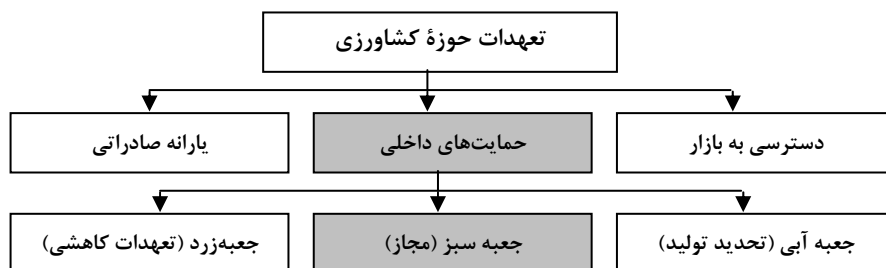 تعهدات حوزۀ کشاورزی
دسترسی به بازار
حمایت‌های داخلی
یارانه صادراتی
جعبه آبی (تحدید تولید)
جعبه سبز (مجاز)
جعبه‌زرد (تعهدات کاهشی)